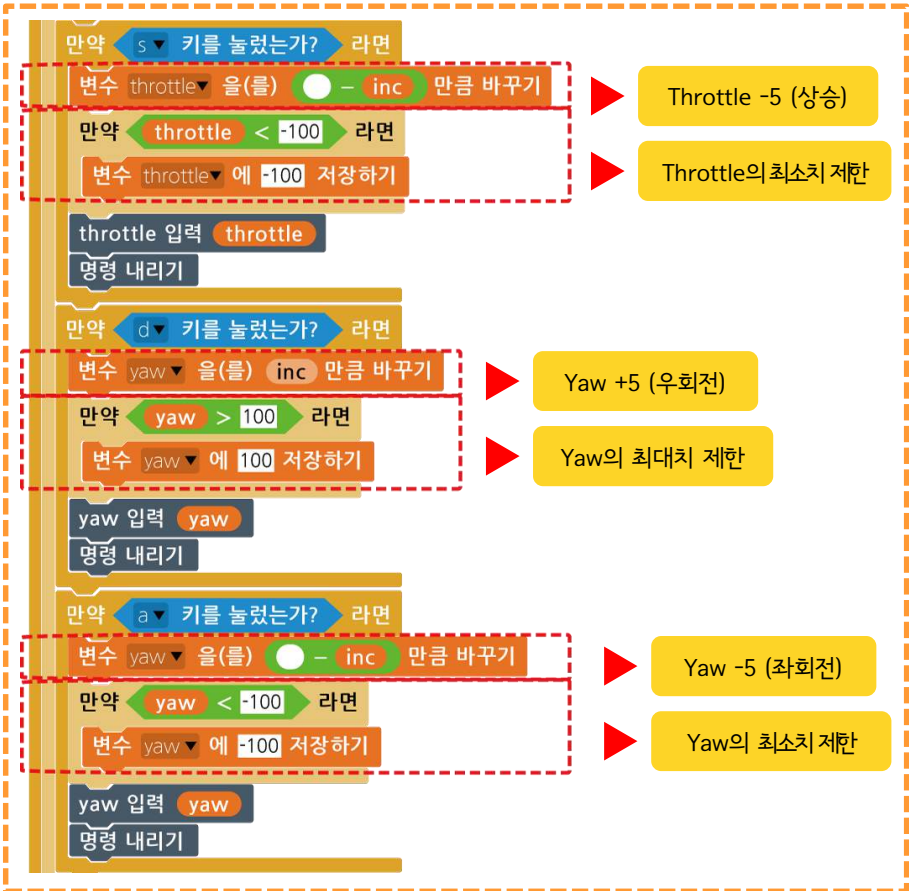 만약 s 키를 눌렀는가? 라면
변수 throttle 을(를) - inc 만큼 바꾸기
Throttle -5 (상승)
만약 throttle < -100 라면
변수 throttle 에 -100 저장하기
Throttle의 최소치 제한
throttle 입력 throttle
명령 내리기
만약 d 키를 눌렀는가? 라면
변수 yaw 을(를) inc 만큼 바꾸기
Yaw +5 (우회전)
만약 yaw > 100 라면
변수 yaw 에 100 저장하기
Yaw의 최대치 제한
yaw 입력 yaw
명령 내리기
만약 a 키를 눌렀는가? 라면
변수 yaw 을(를) - inc 만큼 바꾸기
Yaw -5 (좌회전)
만약 yaw < -100 라면
변수 yaw 에 -100 저장하기
Yaw의 최소치 제한
yaw 입력 yaw
명령 내리기